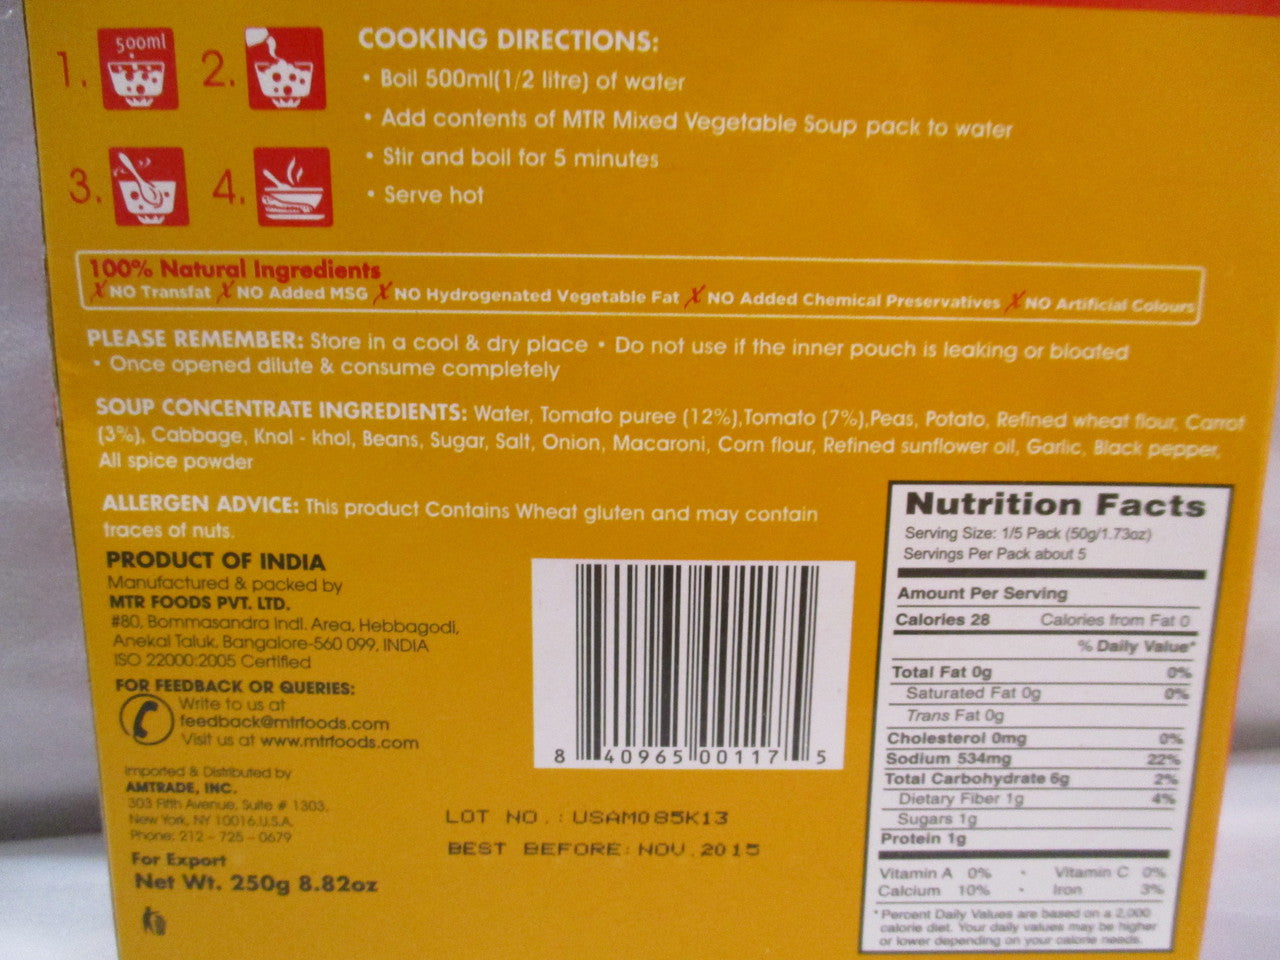 1.
500ml
2.
3.
4.
COOKING DIRECTIONS:
• Boil 500ml(1/2 litre) of water
• Add contents of MTR Mixed Vegetable Soup pack to water
• Stir and boil for 5 minutes
• Serve hot
100% Natural Ingredients
X NO Transfat X NO Added MSG X NO Hydrogenated Vegetable Fat X NO Added Chemical Preservatives X NO Artificial Colours
PLEASE REMEMBER: Store in a cool & dry place • Do not use if the inner pouch is leaking or bloated
• Once opened dilute & consume completely
SOUP CONCENTRATE INGREDIENTS: Water, Tomato puree (12%),Tomato (7%),Peas, Potato, Refined wheat flour, Carrot
(3%), Cabbage, Knol - khol, Beans, Sugar, Salt, Onion, Macaroni, Corn flour, Refined sunflower oil, Garlic, Black pepper,
All spice powder
ALLERGEN ADVICE: This product Contains Wheat gluten and may contain
traces of nuts.
PRODUCT OF INDIA
Manufactured & packed by
MTR FOODS PVT. LTD.
#80, Bommasandra Indl. Area, Hebbagodi,
Anekal Taluk, Bangalore-560 099, INDIA
ISO 22000:2005 Certified
FOR FEEDBACK OR QUERIES:
Write to us at
feedback@mtrfoods.com
Visit us at www.mtrfoods.com
Imported & Distributed by
AMTRADE, INC.
303 Fifth Avenue, Suite # 1303,
New York, NY 10016.U.S.A.
Phone: 212 - 725 - 0679
For Export
Net Wt. 250g 8.82oz
8 40965 00117 5
LOT NO.: USAM085K13
BEST BEFORE: NOV.2015
Nutrition Facts
Serving Size: 1/5 Pack (50g/1.73oz)
Servings Per Pack about 5
Amount Per Serving
Calories 28 Calories from Fat 0
% Daily Value*
Total Fat 0g 0%
Saturated Fat 0g 0%
Trans Fat 0g
Cholesterol 0mg 0%
Sodium 534mg 22%
Total Carbohydrate 6g 2%
Dietary Fiber 1g 4%
Sugars 1g
Protein 1g
Vitamin A 0% • Vitamin C 0%
Calcium 10% • Iron 3%
*Percent Daily Values are based on a 2,000
calorie diet. Your daily values may be higher
or lower depending on your calorie needs.